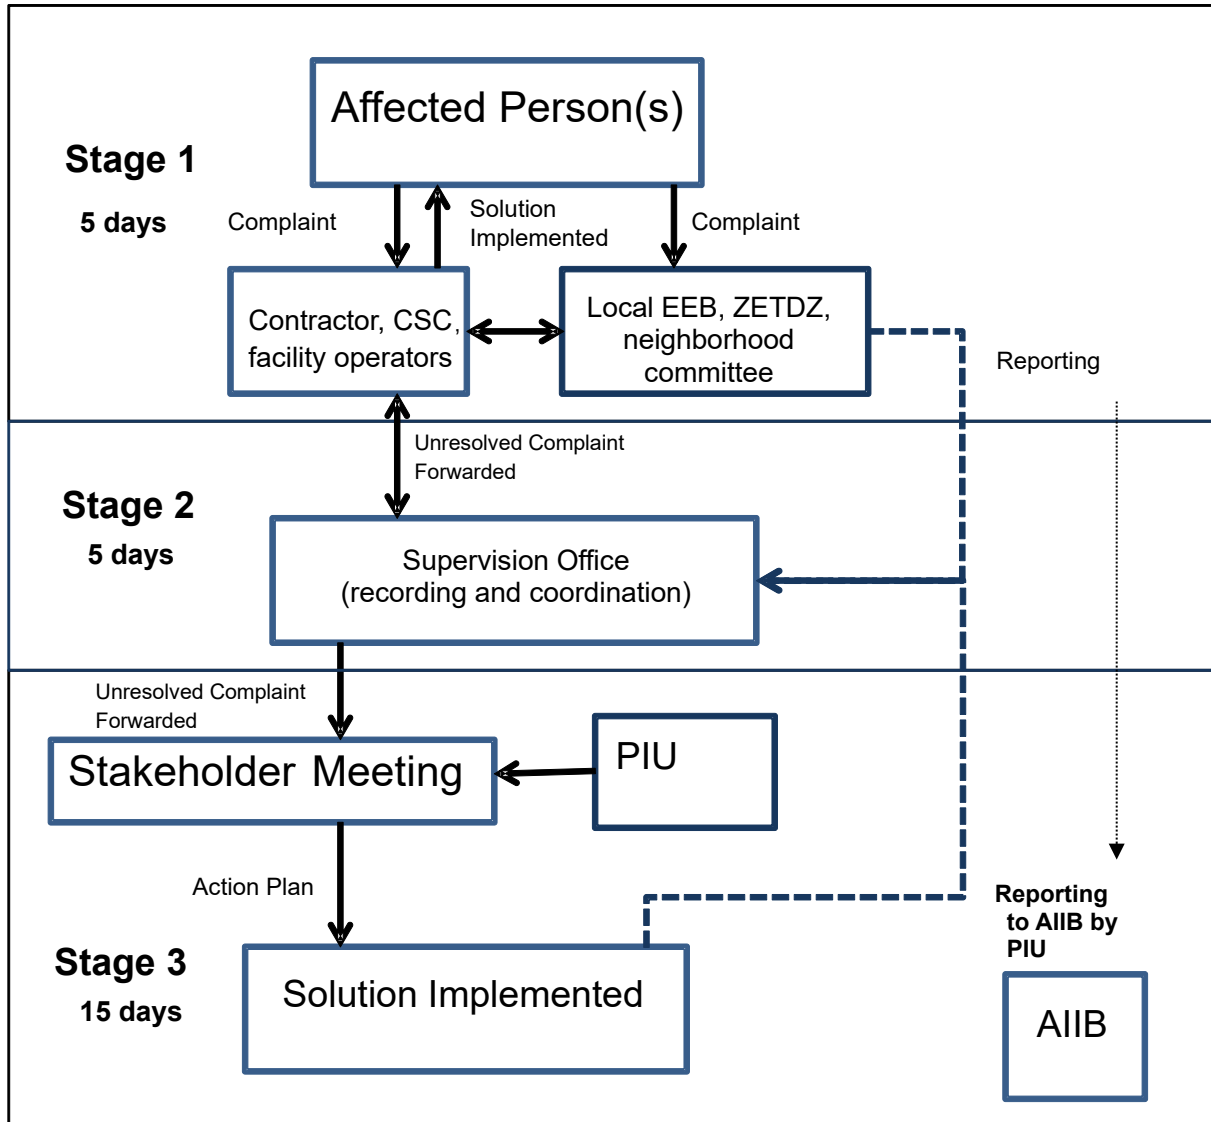 Affected Person(s)
Stage 1
5 days
Complaint
Solution
Implemented
Complaint
Contractor, CSC,
facility operators
Local EEB, ZETDZ,
neighborhood
committee
Reporting
Unresolved Complaint
Forwarded
Stage 2
5 days
Supervision Office
(recording and coordination)
Unresolved Complaint
Forwarded
Stakeholder Meeting
PIU
Action Plan
Reporting
to AIIB by
PIU
Stage 3
15 days
Solution Implemented
AIIB